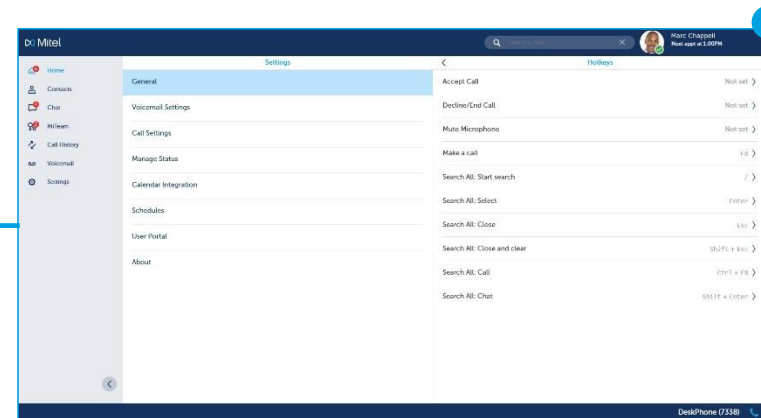 Mitel
Marc Chappell
Next appt at 1:00PM
Settings
Hotkeys
Home
Contacts
Chat
MiTeam
Call History
Voicemail
Settings
General
Voicemail Settings
Call Settings
Manage Status
Calendar Integration
Schedules
User Portal
About
Accept Call Not set
Decline/End Call Not set
Mute Microphone Not set
Make a call F8
Search All: Start search /
Search All: Select Enter
Search All: Close Esc
Search All: Close and clear Shift + Esc
Search All: Call Ctrl + F8
Search All: Chat Shift + Enter
DeskPhone (7338)